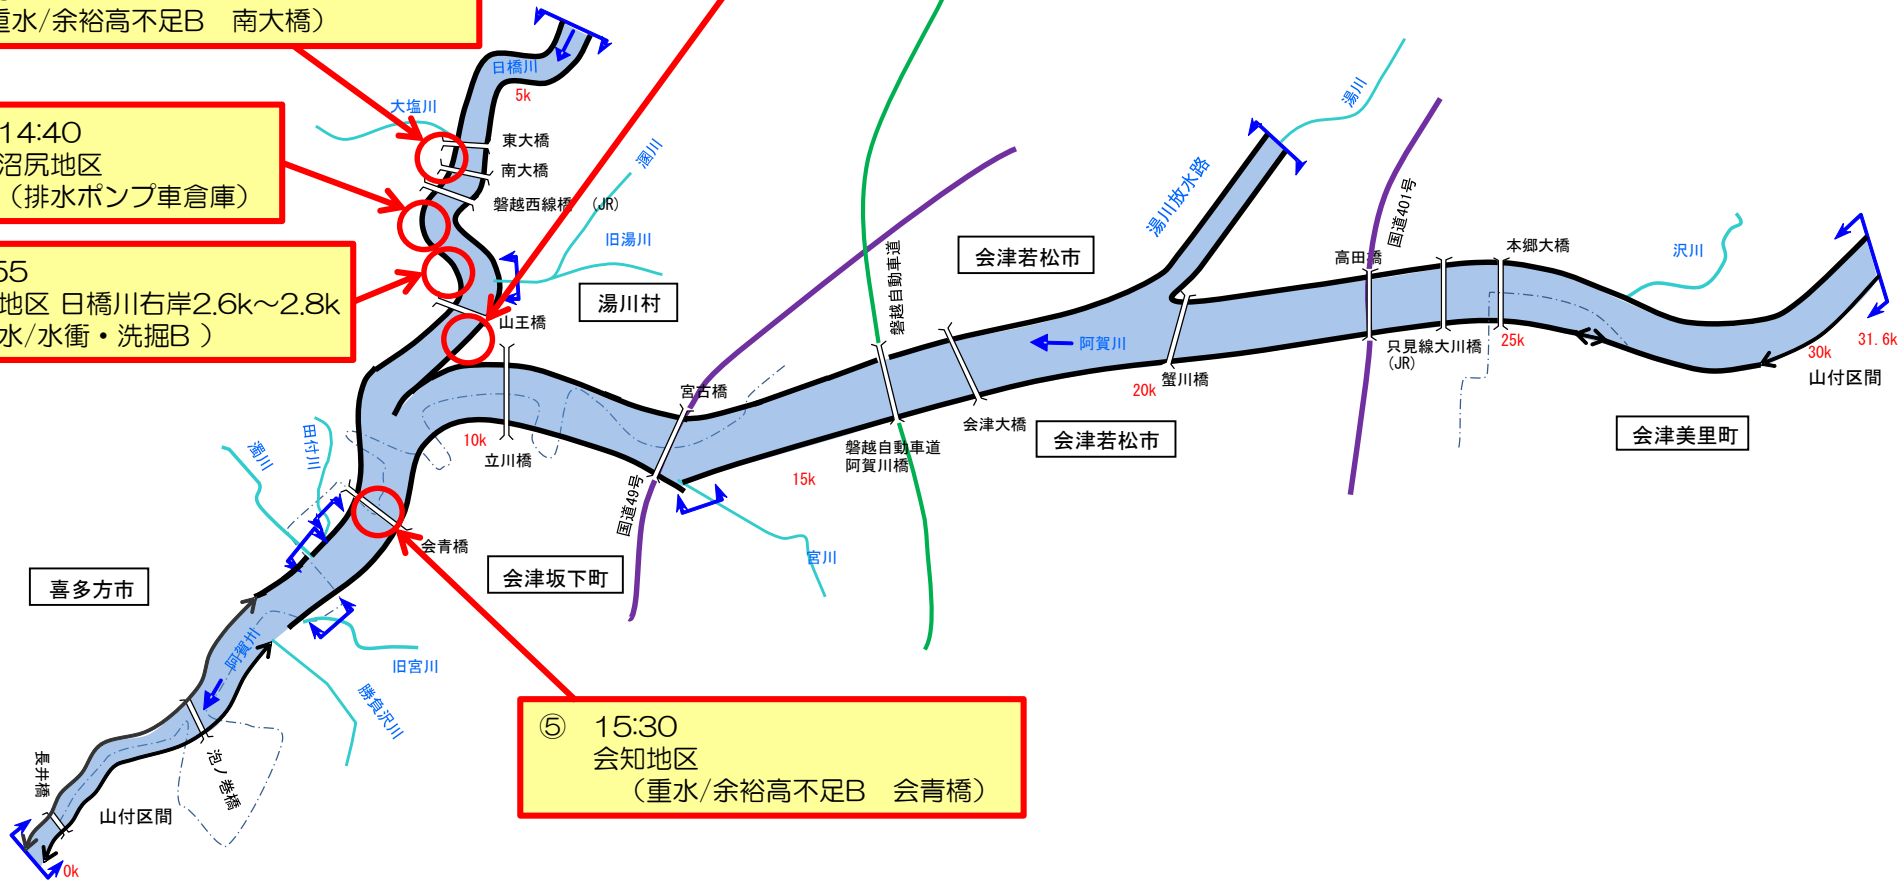 重水/余裕高不足B　南大橋）
14:40
沼尻地区
（排水ポンプ車倉庫）
55
地区 日橋川右岸2.6k～2.8k
水/水衝・洗掘B ）
⑤　15:30
会知地区
（重水/余裕高不足B　会青橋）
日橋川
5k
大塩川
東大橋
南大橋
磐越西線橋　（JR）
溷川
旧湯川
湯川村
山王橋
立川橋
10k
会青橋
田付川
濁川
喜多方市
会津坂下町
阿賀川
旧宮川
勝負沢川
泡ノ巻橋
長井橋
山付区間
0k
宮古橋
国道49号
宮川
15k
磐越自動車道
磐越自動車道
阿賀川橋
会津大橋
会津若松市
会津若松市
阿賀川
20k
蟹川橋
湯川放水路
湯川
国道401号
高田橋
只見線大川橋
（JR）
本郷大橋
25k
沢川
会津美里町
30k
31.6k
山付区間